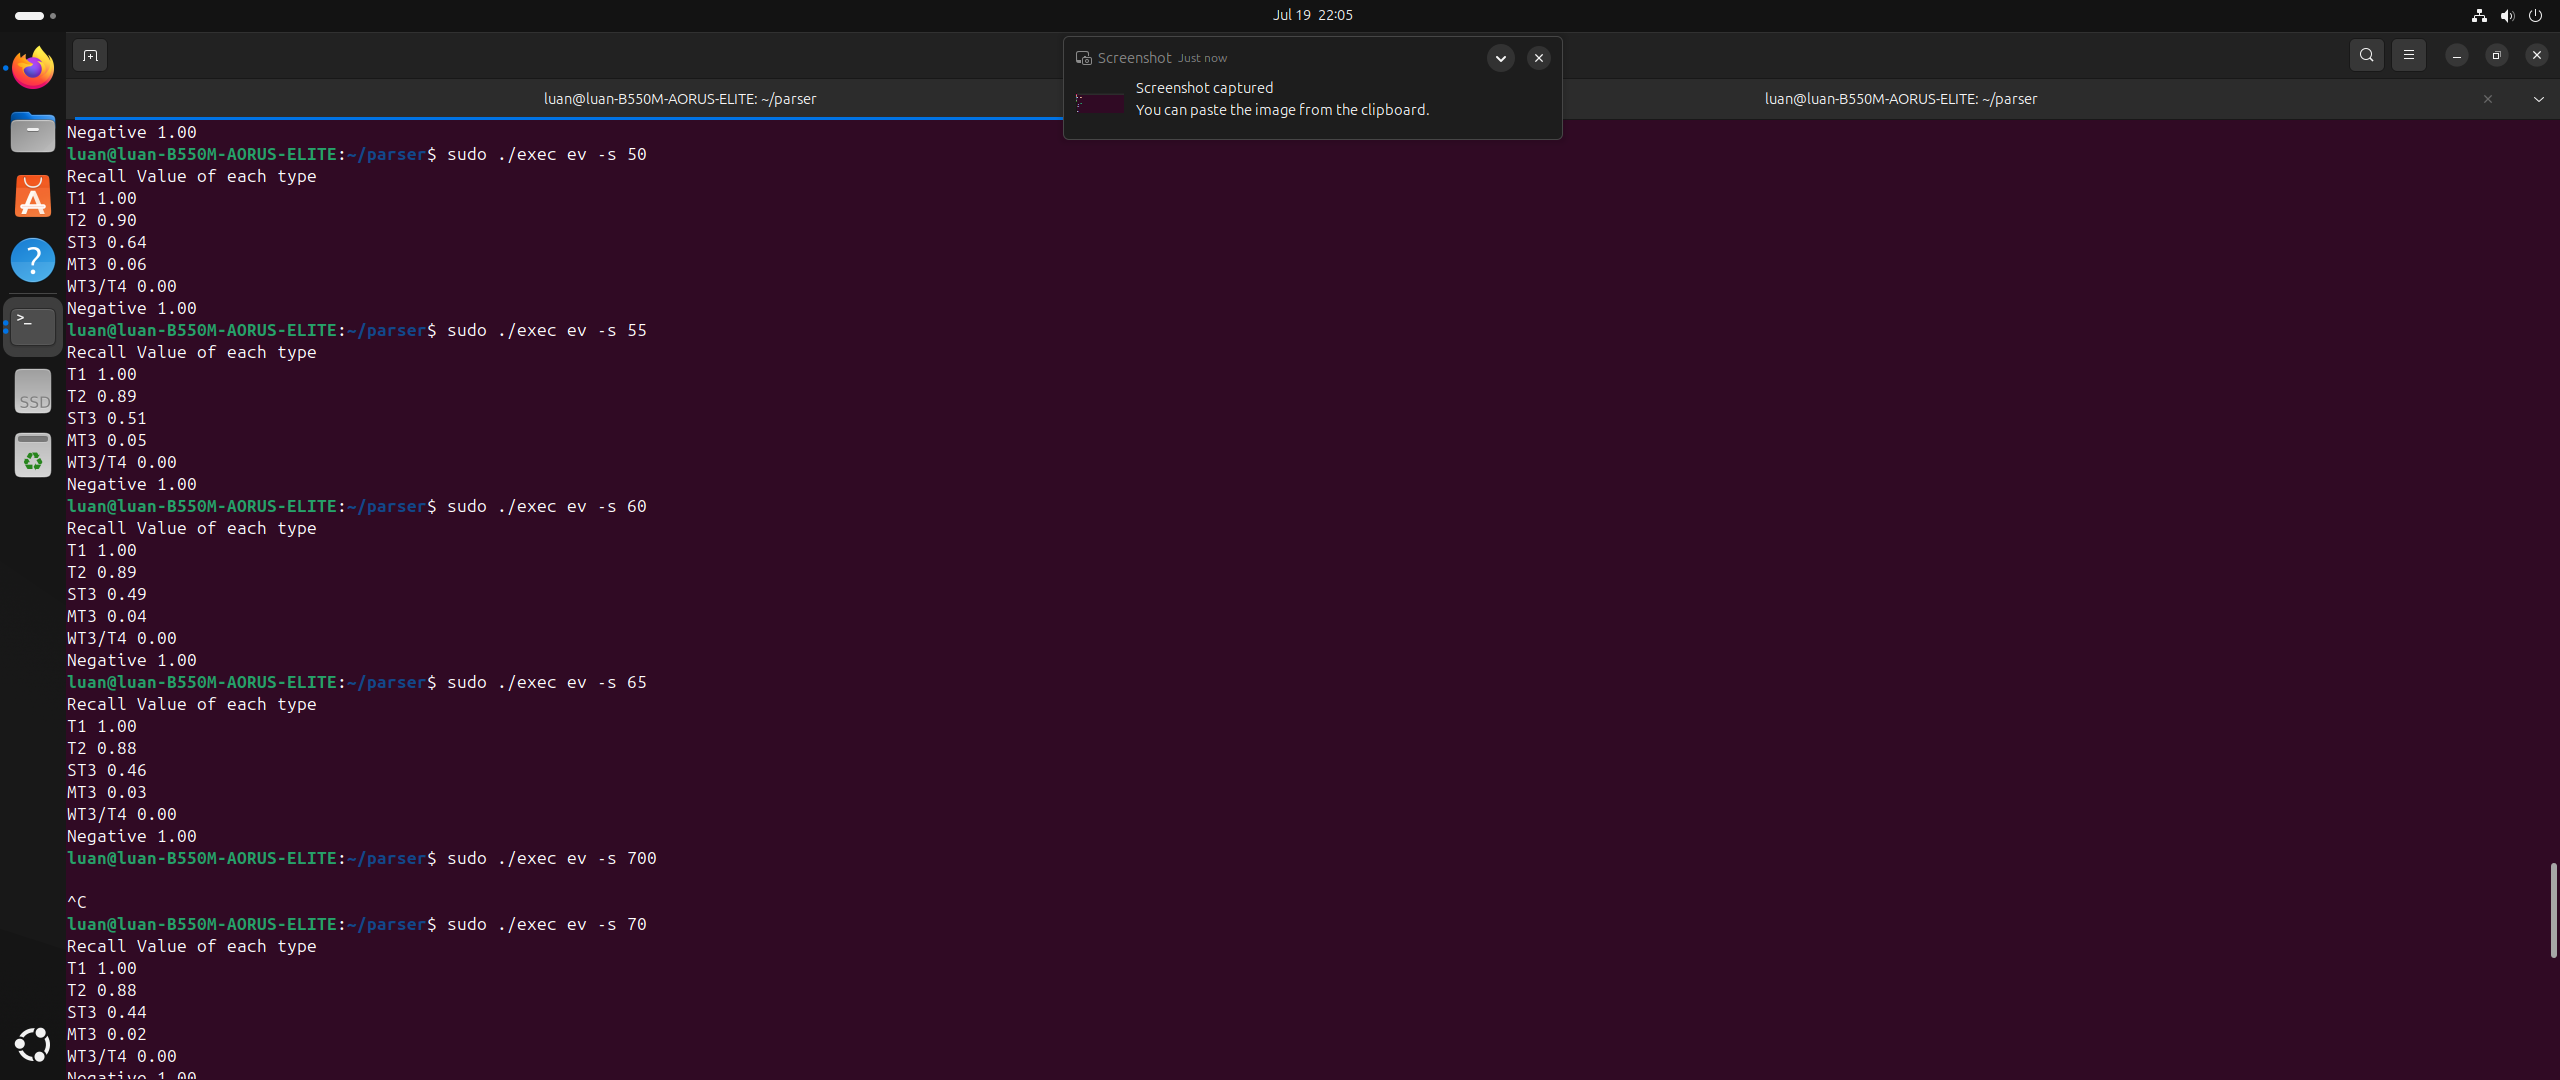 Jul 19 22:05
Screenshot Just now
Screenshot captured
You can paste the image from the clipboard.
luan@luan-B550M-AORUS-ELITE: ~/parser
luan@luan-B550M-AORUS-ELITE: ~/parser
SSD
Negative 1.00
luan@luan-B550M-AORUS-ELITE:~/parser$ sudo ./exec ev -s 50
Recall Value of each type
T1 1.00
T2 0.90
ST3 0.64
MT3 0.06
WT3/T4 0.00
Negative 1.00
luan@luan-B550M-AORUS-ELITE:~/parser$ sudo ./exec ev -s 55
Recall Value of each type
T1 1.00
T2 0.89
ST3 0.51
MT3 0.05
WT3/T4 0.00
Negative 1.00
luan@luan-B550M-AORUS-ELITE:~/parser$ sudo ./exec ev -s 60
Recall Value of each type
T1 1.00
T2 0.89
ST3 0.49
MT3 0.04
WT3/T4 0.00
Negative 1.00
luan@luan-B550M-AORUS-ELITE:~/parser$ sudo ./exec ev -s 65
Recall Value of each type
T1 1.00
T2 0.88
ST3 0.46
MT3 0.03
WT3/T4 0.00
Negative 1.00
luan@luan-B550M-AORUS-ELITE:~/parser$ sudo ./exec ev -s 700
^C
luan@luan-B550M-AORUS-ELITE:~/parser$ sudo ./exec ev -s 70
Recall Value of each type
T1 1.00
T2 0.88
ST3 0.44
MT3 0.02
WT3/T4 0.00
Negative 1.00